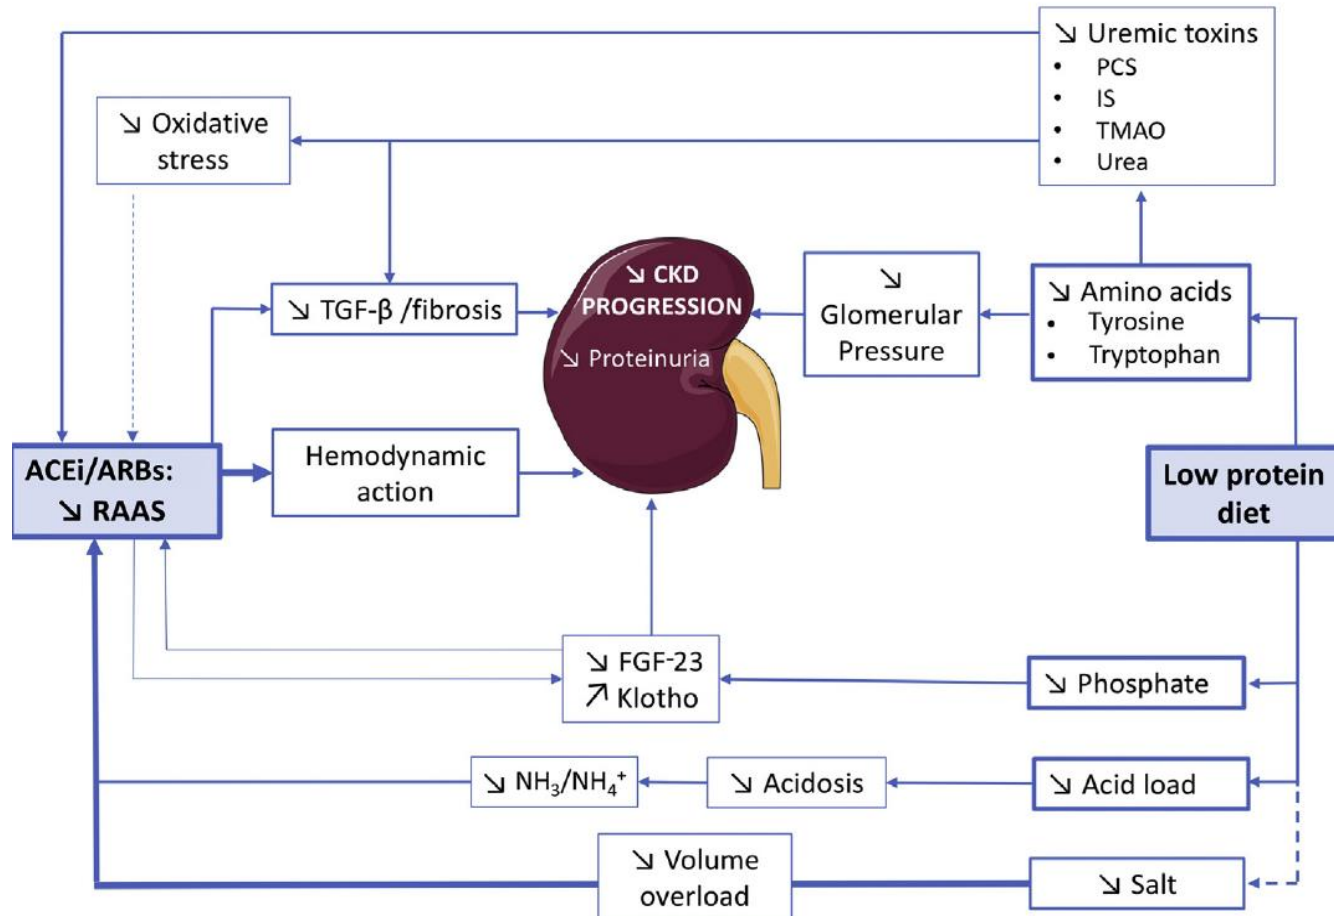 ↘ Uremic toxins
• PCS
• IS
• TMAO
• Urea
↘ Oxidative
stress
↘ CKD
PROGRESSION
↘ Proteinuria
↘ TGF-β /fibrosis
↘
Glomerular
Pressure
↘ Amino acids
• Tyrosine
• Tryptophan
ACEi/ARBs:
↘ RAAS
Hemodynamic
action
Low protein
diet
↘ FGF-23
↗ Klotho
↘ Phosphate
↘ NH₃/NH₄⁺
↘ Acidosis
↘ Acid load
↘ Volume
overload
↘ Salt